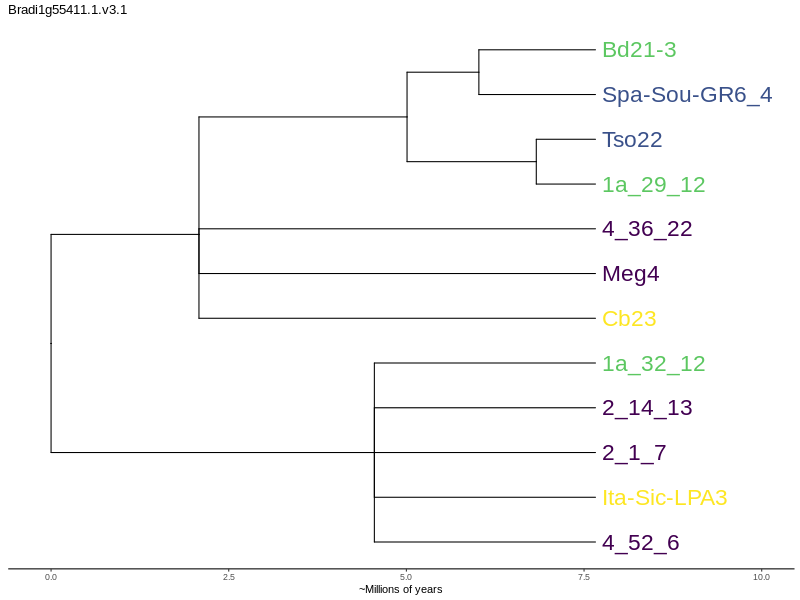 Bradi1g55411.1.v3.1
Bd21-3
Spa-Sou-GR6_4
Tso22
1a_29_12
4_36_22
Meg4
Cb23
1a_32_12
2_14_13
2_1_7
Ita-Sic-LPA3
4_52_6
0.0 2.5 5.0 7.5 10.0
~Millions of years